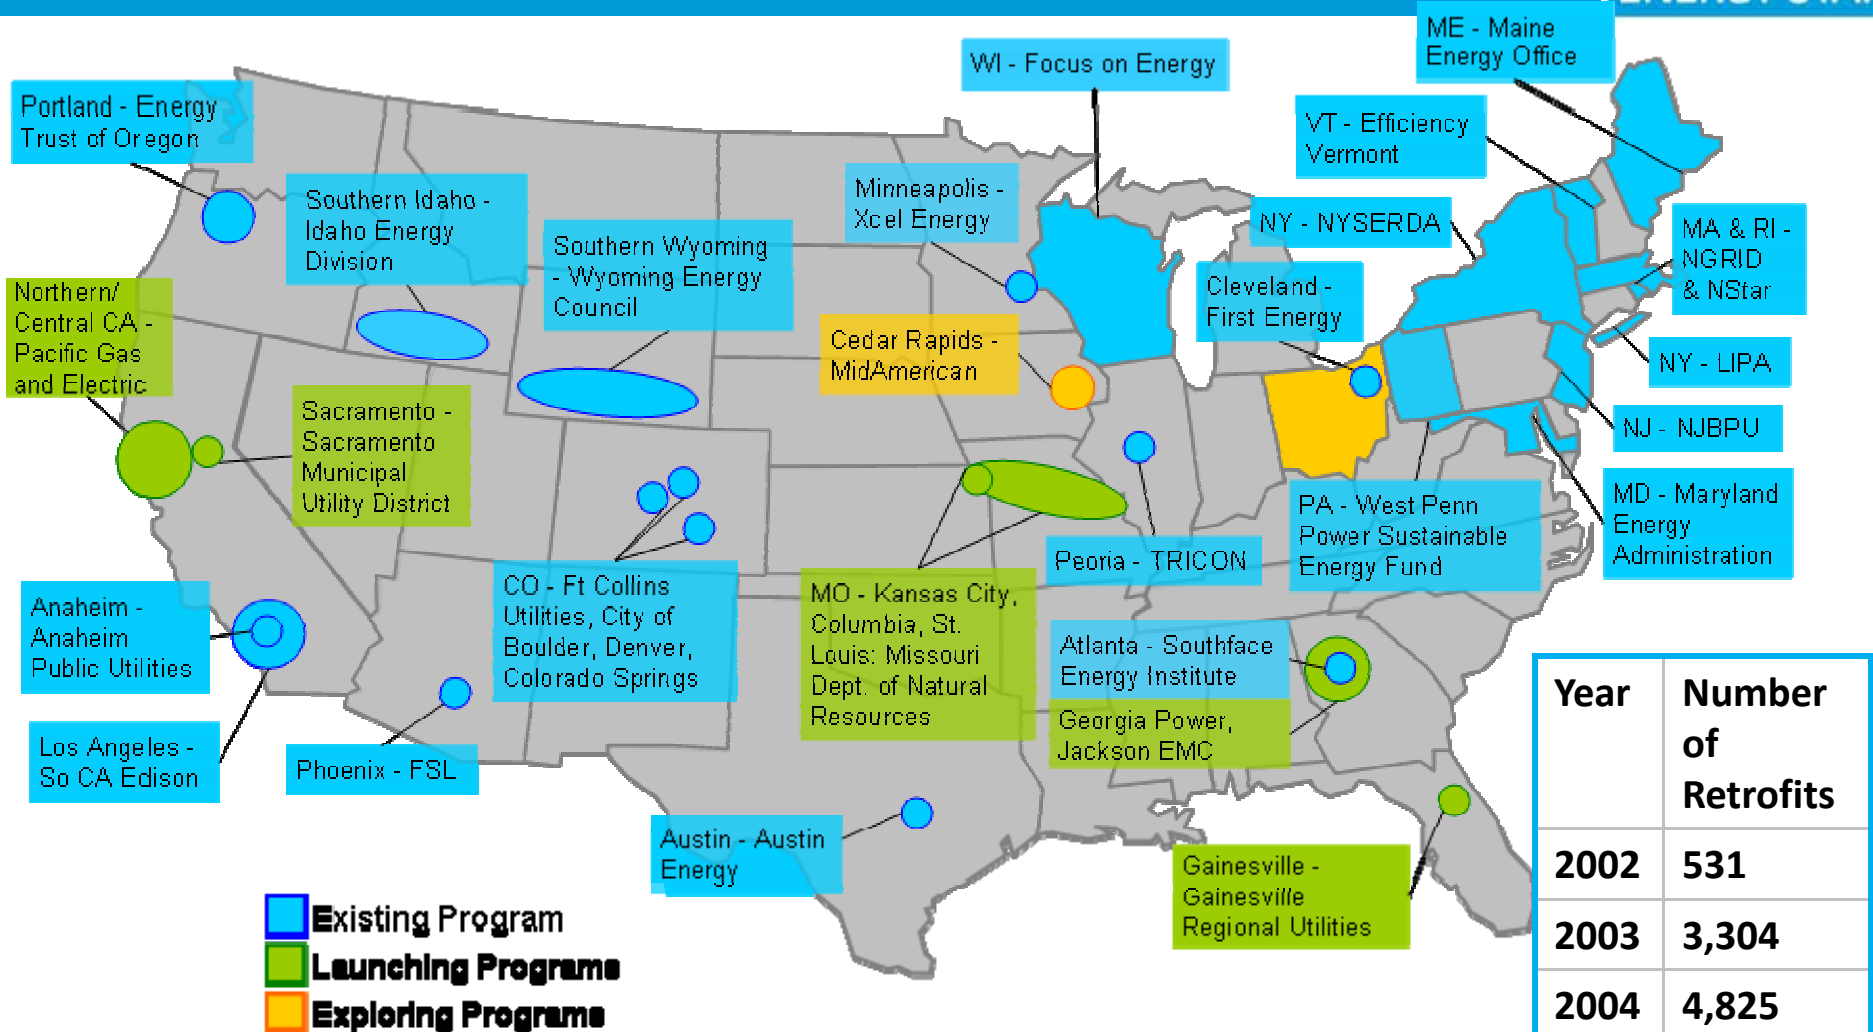 ME - Maine
Energy Office
WI - Focus on Energy
Portland - Energy
Trust of Oregon
VT - Efficiency
Vermont
Southern Idaho -
Idaho Energy
Division
Minneapolis -
Xcel Energy
NY - NYSERDA
MA & RI -
NGRID
& NStar
Southern Wyoming
- Wyoming Energy
Council
Northern/
Central CA -
Pacific Gas
and Electric
Cleveland -
First Energy
Cedar Rapids -
MidAmerican
NY - LIPA
Sacramento -
Sacramento
Municipal
Utility District
NJ - NJBPU
MD - Maryland
Energy
Administration
PA - West Penn
Power Sustainable
Energy Fund
Peoria - TRICON
CO - Ft Collins
Utilities, City of
Boulder, Denver,
Colorado Springs
MO - Kansas City,
Columbia, St.
Louis: Missouri
Dept. of Natural
Resources
Anaheim -
Anaheim
Public Utilities
Atlanta - Southface
Energy Institute
Georgia Power,
Jackson EMC
Los Angeles -
So CA Edison
Phoenix - FSL
Austin - Austin
Energy
Gainesville -
Gainesville
Regional Utilities
Existing Program
Launching Programs
Exploring Programs
Year Number
of
Retrofits
2002 531
2003 3,304
2004 4,825